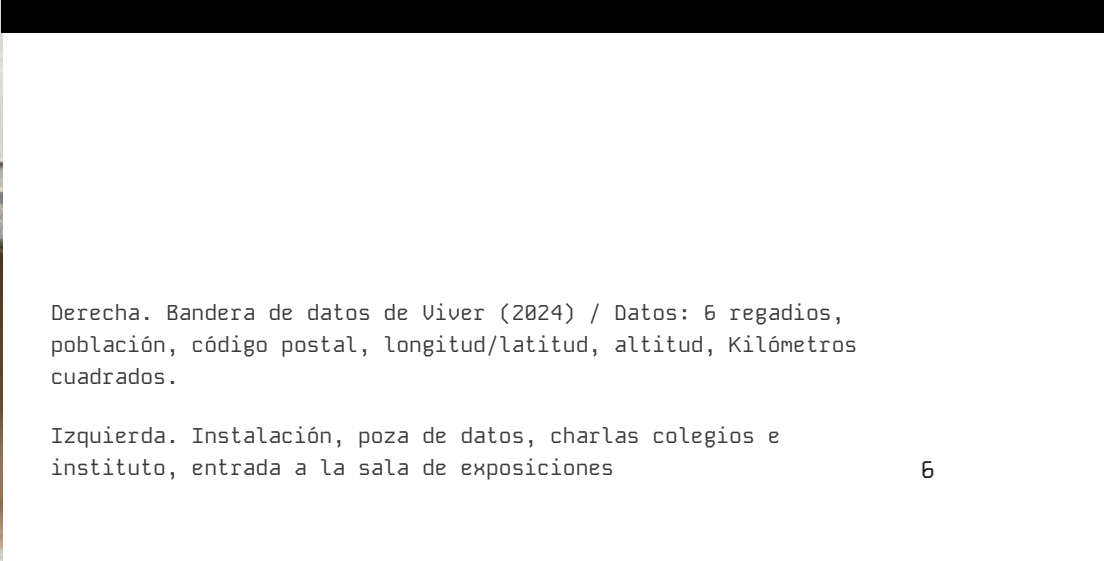 Derecha. Bandera de datos de Viver (2024) / Datos: 6 regadios,
población, código postal, longitud/latitud, altitud, Kilómetros
cuadrados.
Izquierda. Instalación, poza de datos, charlas colegios e
instituto, entrada a la sala de exposiciones
6